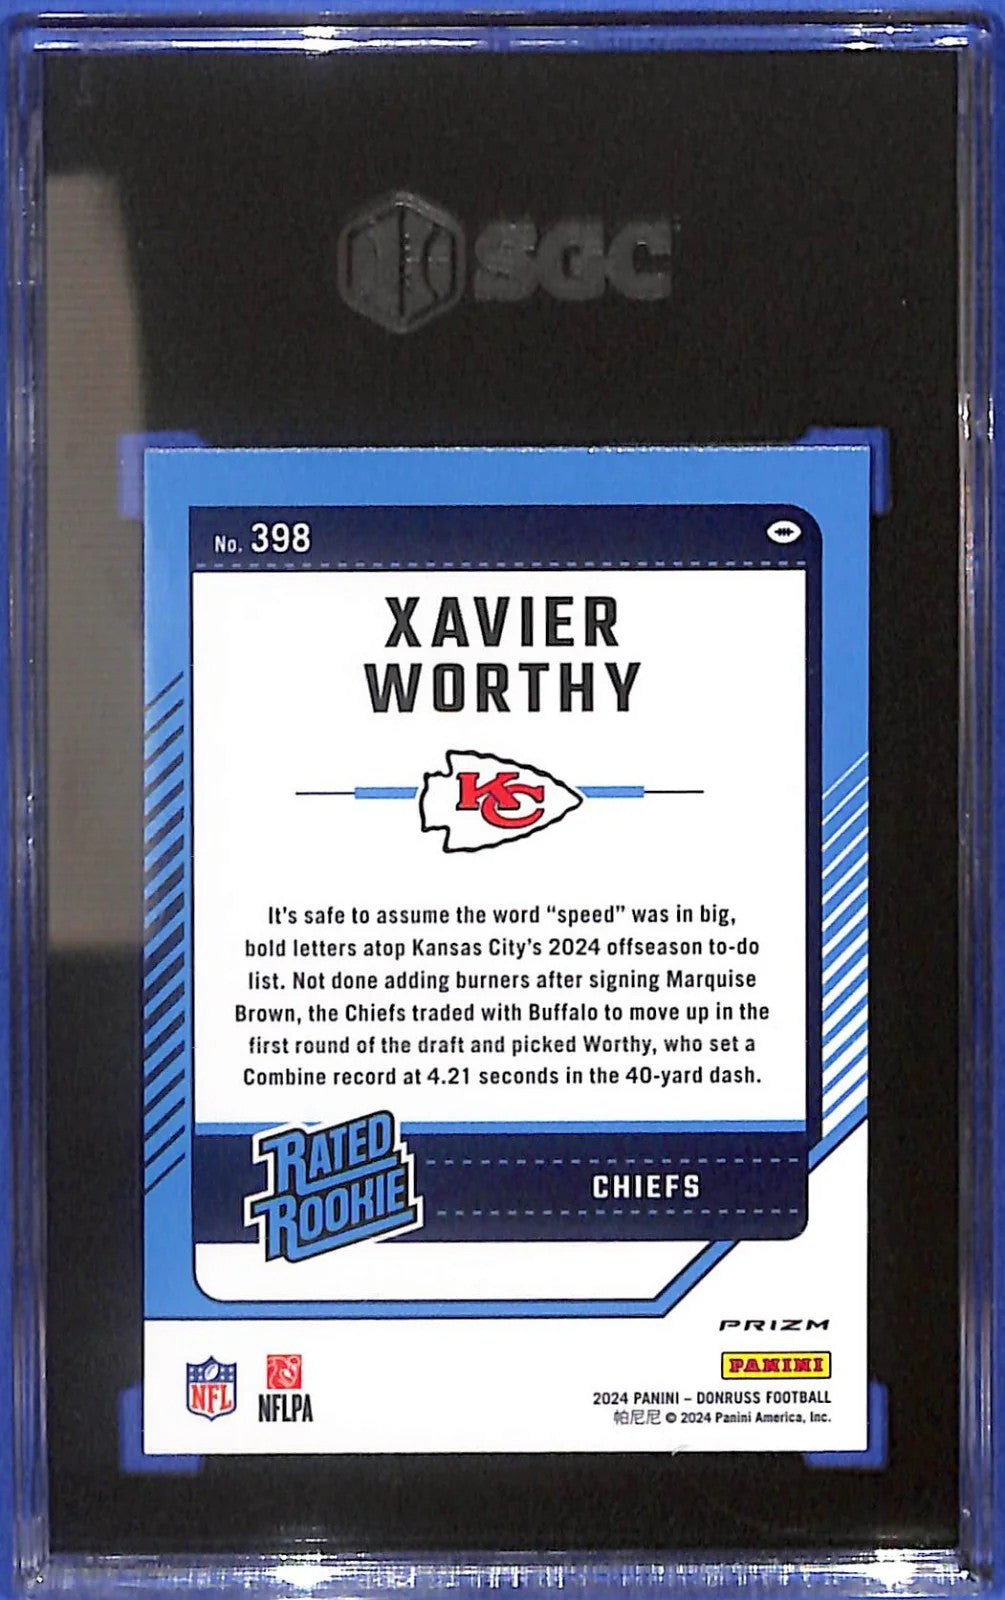 SGC
No. 398
XAVIER
WORTHY
KC
It's safe to assume the word “speed” was in big,
bold letters atop Kansas City's 2024 offseason to-do
list. Not done adding burners after signing Marquise
Brown, the Chiefs traded with Buffalo to move up in the
first round of the draft and picked Worthy, who set a
Combine record at 4.21 seconds in the 40-yard dash.
RATED
ROOKIE
CHIEFS
PRIZM
PANINI
NFL
NFLPA
2024 PANINI – DONRUSS FOOTBALL
帕尼尼 © 2024 Panini America, Inc.